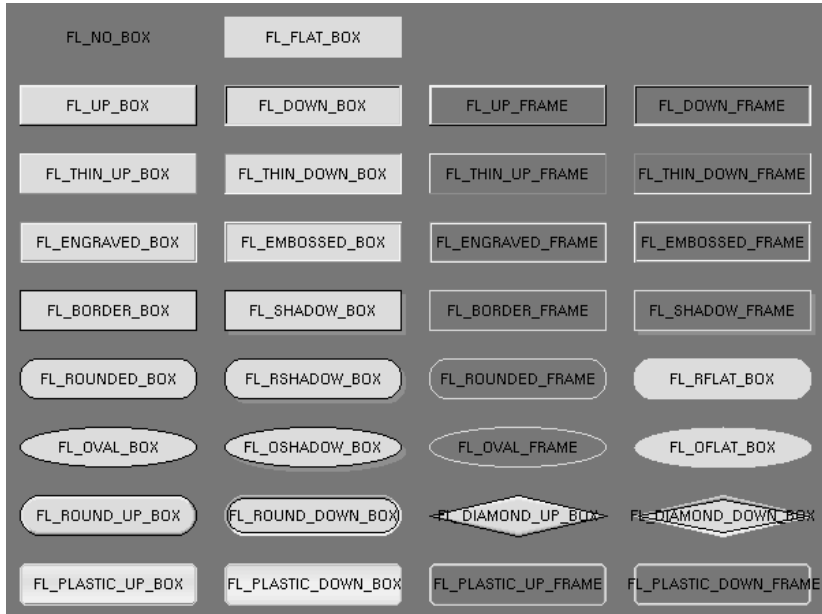 FL_NO_BOX FL_FLAT_BOX
FL_UP_BOX FL_DOWN_BOX FL_UP_FRAME FL_DOWN_FRAME
FL_THIN_UP_BOX FL_THIN_DOWN_BOX FL_THIN_UP_FRAME FL_THIN_DOWN_FRAME
FL_ENGRAVED_BOX FL_EMBOSSED_BOX FL_ENGRAVED_FRAME FL_EMBOSSED_FRAME
FL_BORDER_BOX FL_SHADOW_BOX FL_BORDER_FRAME FL_SHADOW_FRAME
FL_ROUNDED_BOX FL_RSHADOW_BOX FL_ROUNDED_FRAME FL_RFLAT_BOX
FL_OVAL_BOX FL_OSHADOW_BOX FL_OVAL_FRAME FL_OFLAT_BOX
FL_ROUND_UP_BOX FL_ROUND_DOWN_BOX FL_DIAMOND_UP_BOX FL_DIAMOND_DOWN_BOX
FL_PLASTIC_UP_BOX FL_PLASTIC_DOWN_BOX FL_PLASTIC_UP_FRAME FL_PLASTIC_DOWN_FRAME